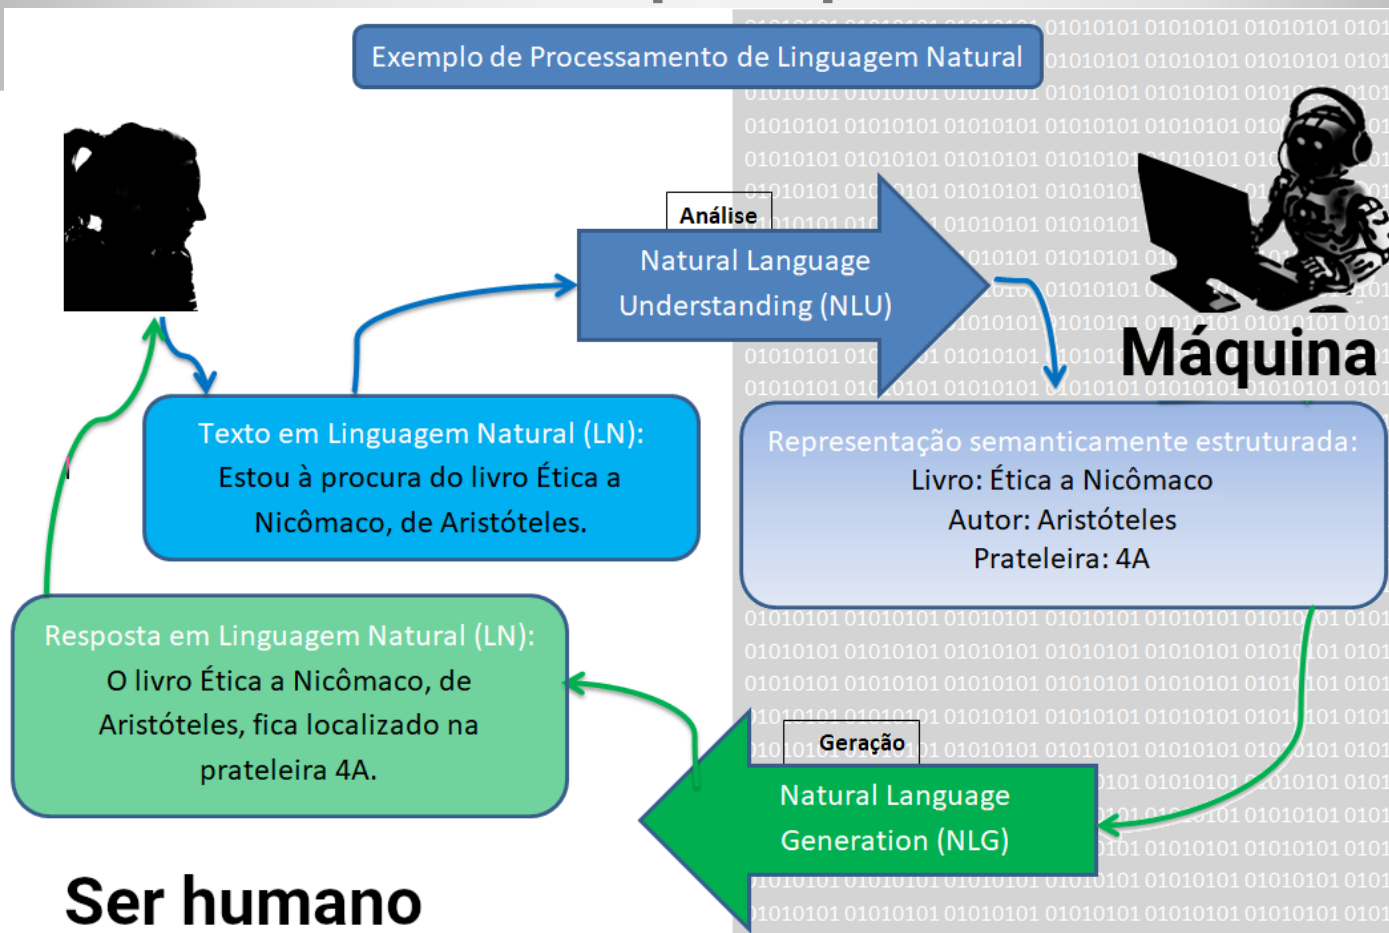 Exemplo de Processamento de Linguagem Natural
Análise
Natural Language
Understanding (NLU)
Máquina
Texto em Linguagem Natural (LN):
Estou à procura do livro Ética a
Nicômaco, de Aristóteles.
Representação semanticamente estruturada:
Livro: Ética a Nicômaco
Autor: Aristóteles
Prateleira: 4A
Resposta em Linguagem Natural (LN):
O livro Ética a Nicômaco, de
Aristóteles, fica localizado na
prateleira 4A.
Geração
Natural Language
Generation (NLG)
Ser humano